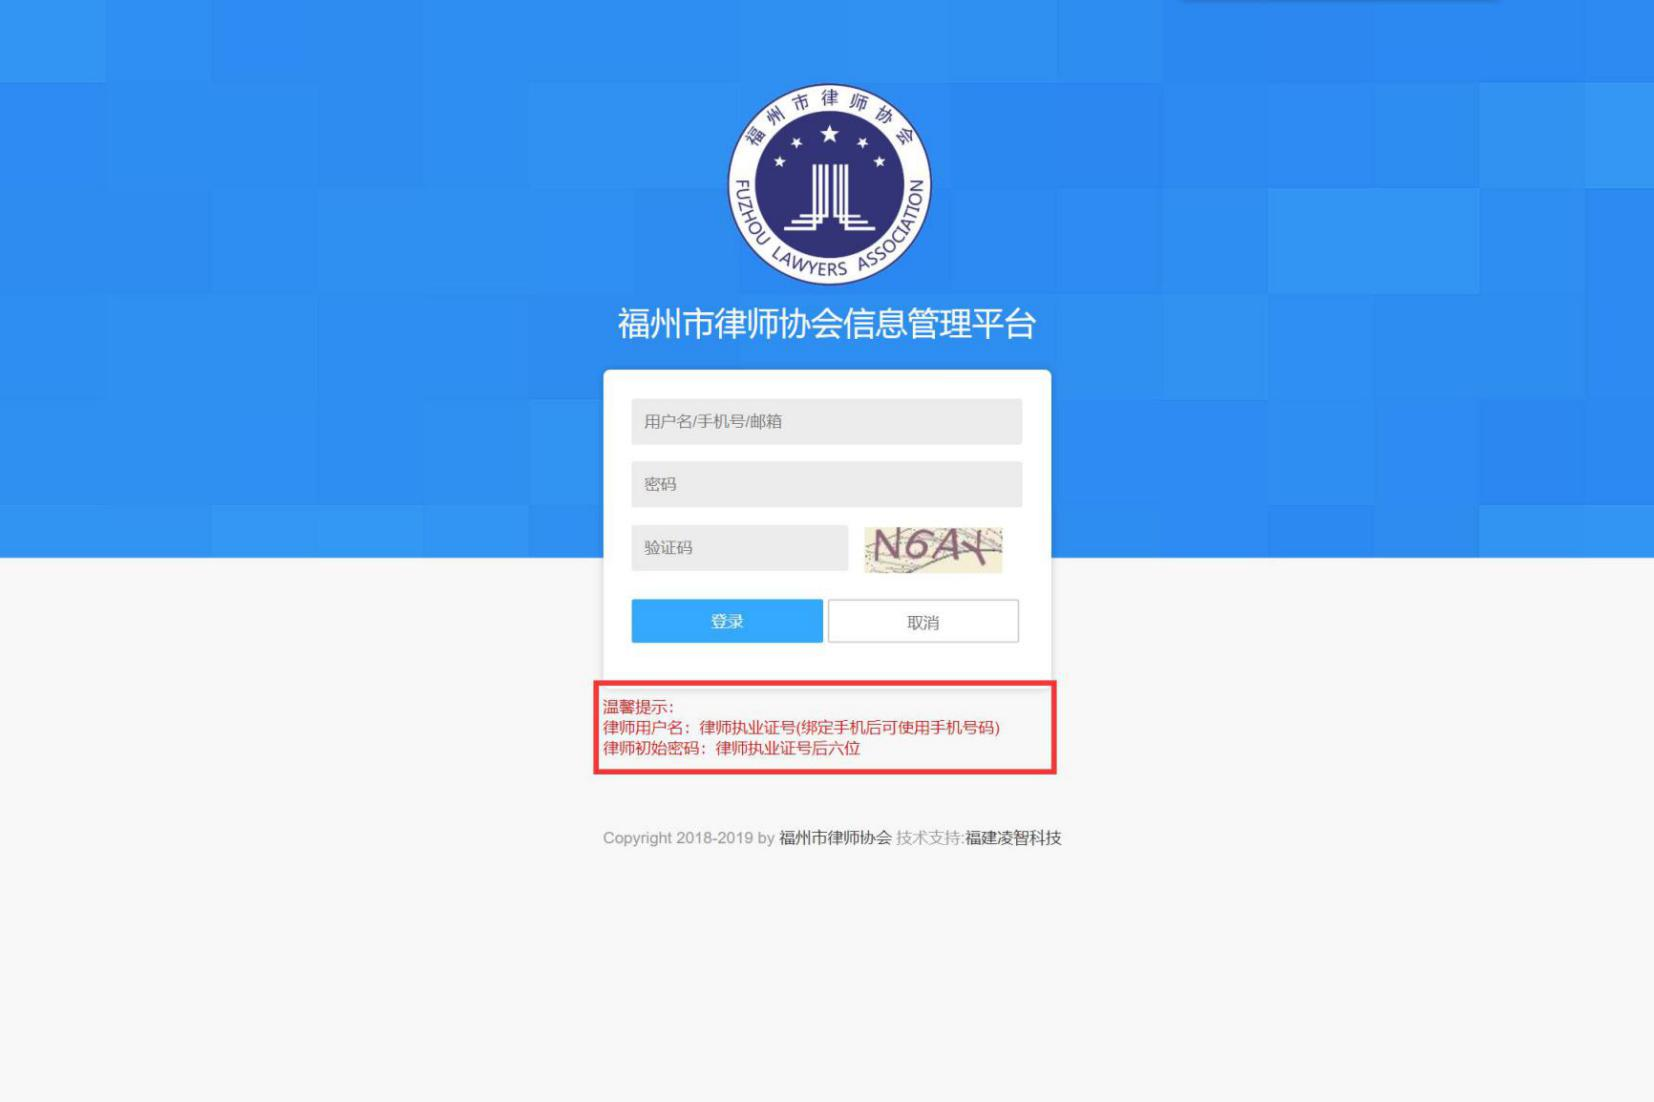 福州市律师协会
FUZHOU LAWYERS ASSOCIATION
福州市律师协会信息管理平台
用户名/手机号/邮箱
密码
验证码
N6AX
登录 取消
温馨提示：
律师用户名：律师执业证号(绑定手机后可使用手机号码)
律师初始密码：律师执业证号后六位
Copyright 2018-2019 by 福州市律师协会 技术支持:福建凌智科技